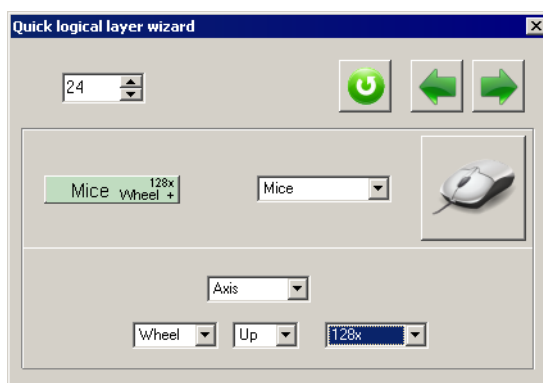 Quick logical layer wizard
24
Mice 128x Wheel +
Mice
Axis
Wheel Up 128x